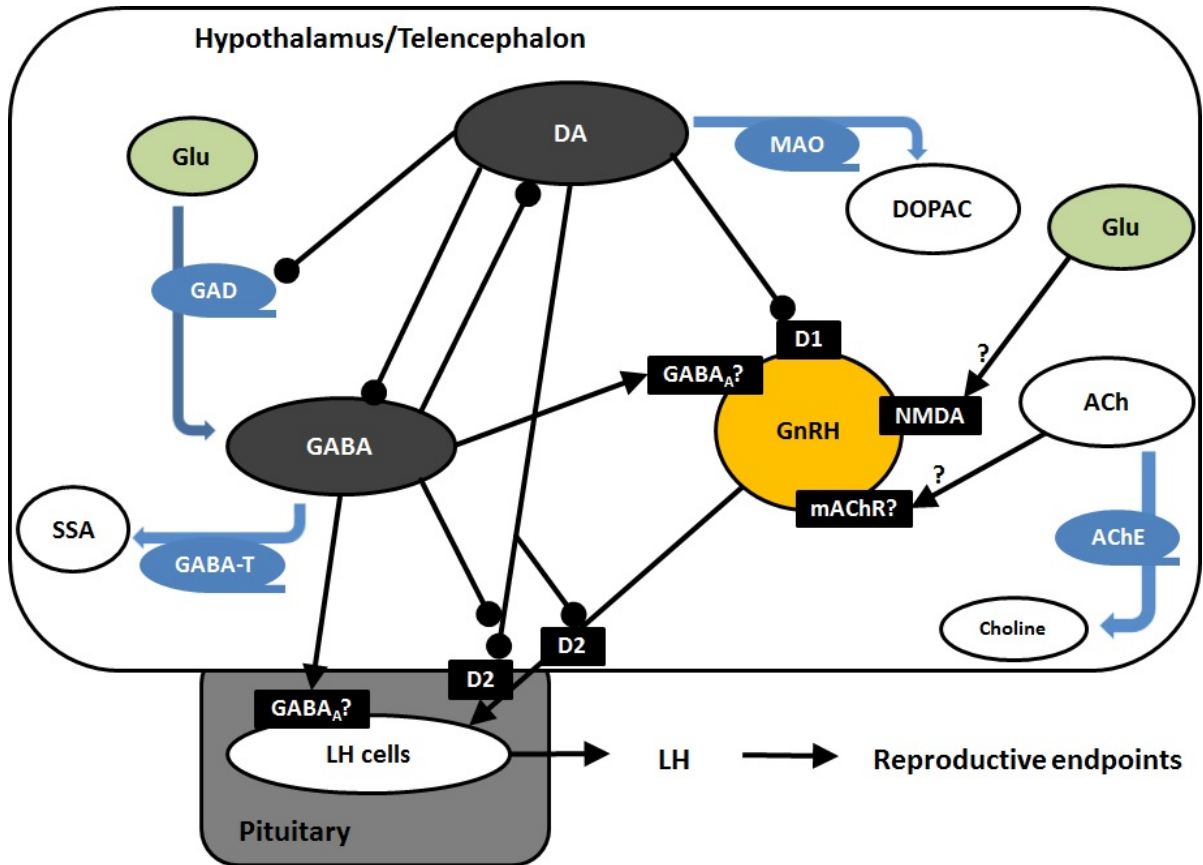 Hypothalamus/Telencephalon
DA
MAO
Glu
DOPAC
Glu
GAD
D1
?
GABAA?
NMDA
ACh
GnRH
GABA
?
mAChR?
SSA
AChE
GABA-T
Choline
D2
D2
GABAA?
LH cells
LH
Reproductive endpoints
Pituitary